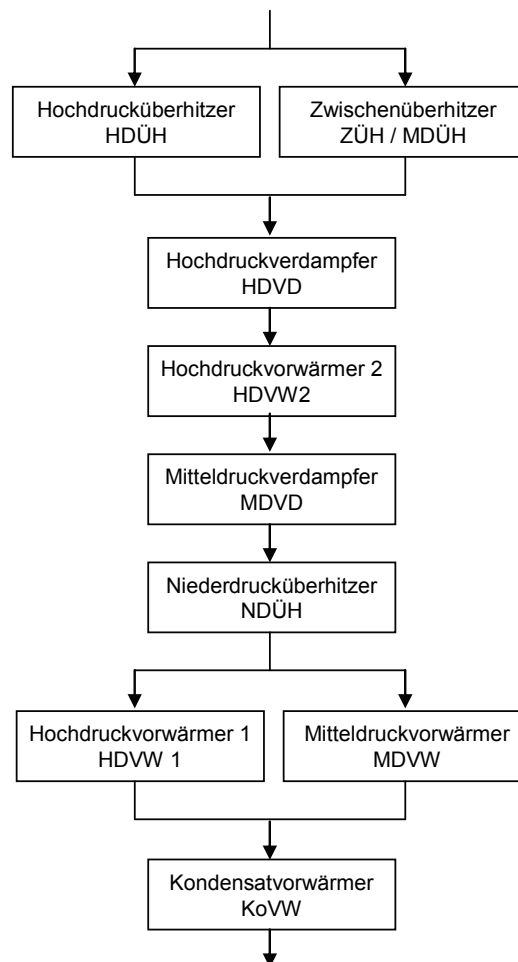 Hochdrucküberhitzer
HDÜH
Zwischenüberhitzer
ZÜH / MDÜH
Hochdruckverdampfer
HDVD
Hochdruckvorwärmer 2
HDVW2
Mitteldruckverdampfer
MDVD
Niederdrucküberhitzer
NDÜH
Hochdruckvorwärmer 1
HDVW 1
Mitteldruckvorwärmer
MDVW
Kondensatvorwärmer
KoVW